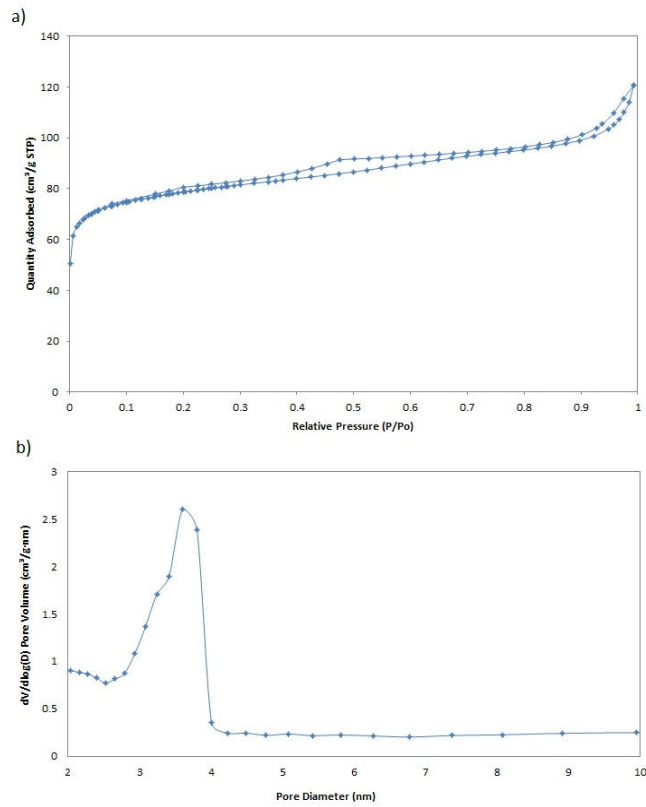 a)
140
120
100
80
60
40
20
0
Quantity Adsorbed (cm³/g STP)
0 0.1 0.2 0.3 0.4 0.5 0.6 0.7 0.8 0.9 1
Relative Pressure (P/Po)
b)
3
2.5
2
1.5
1
0.5
0
dV/dlog(D) Pore Volume (cm³/g·nm)
2 3 4 5 6 7 8 9 10
Pore Diameter (nm)